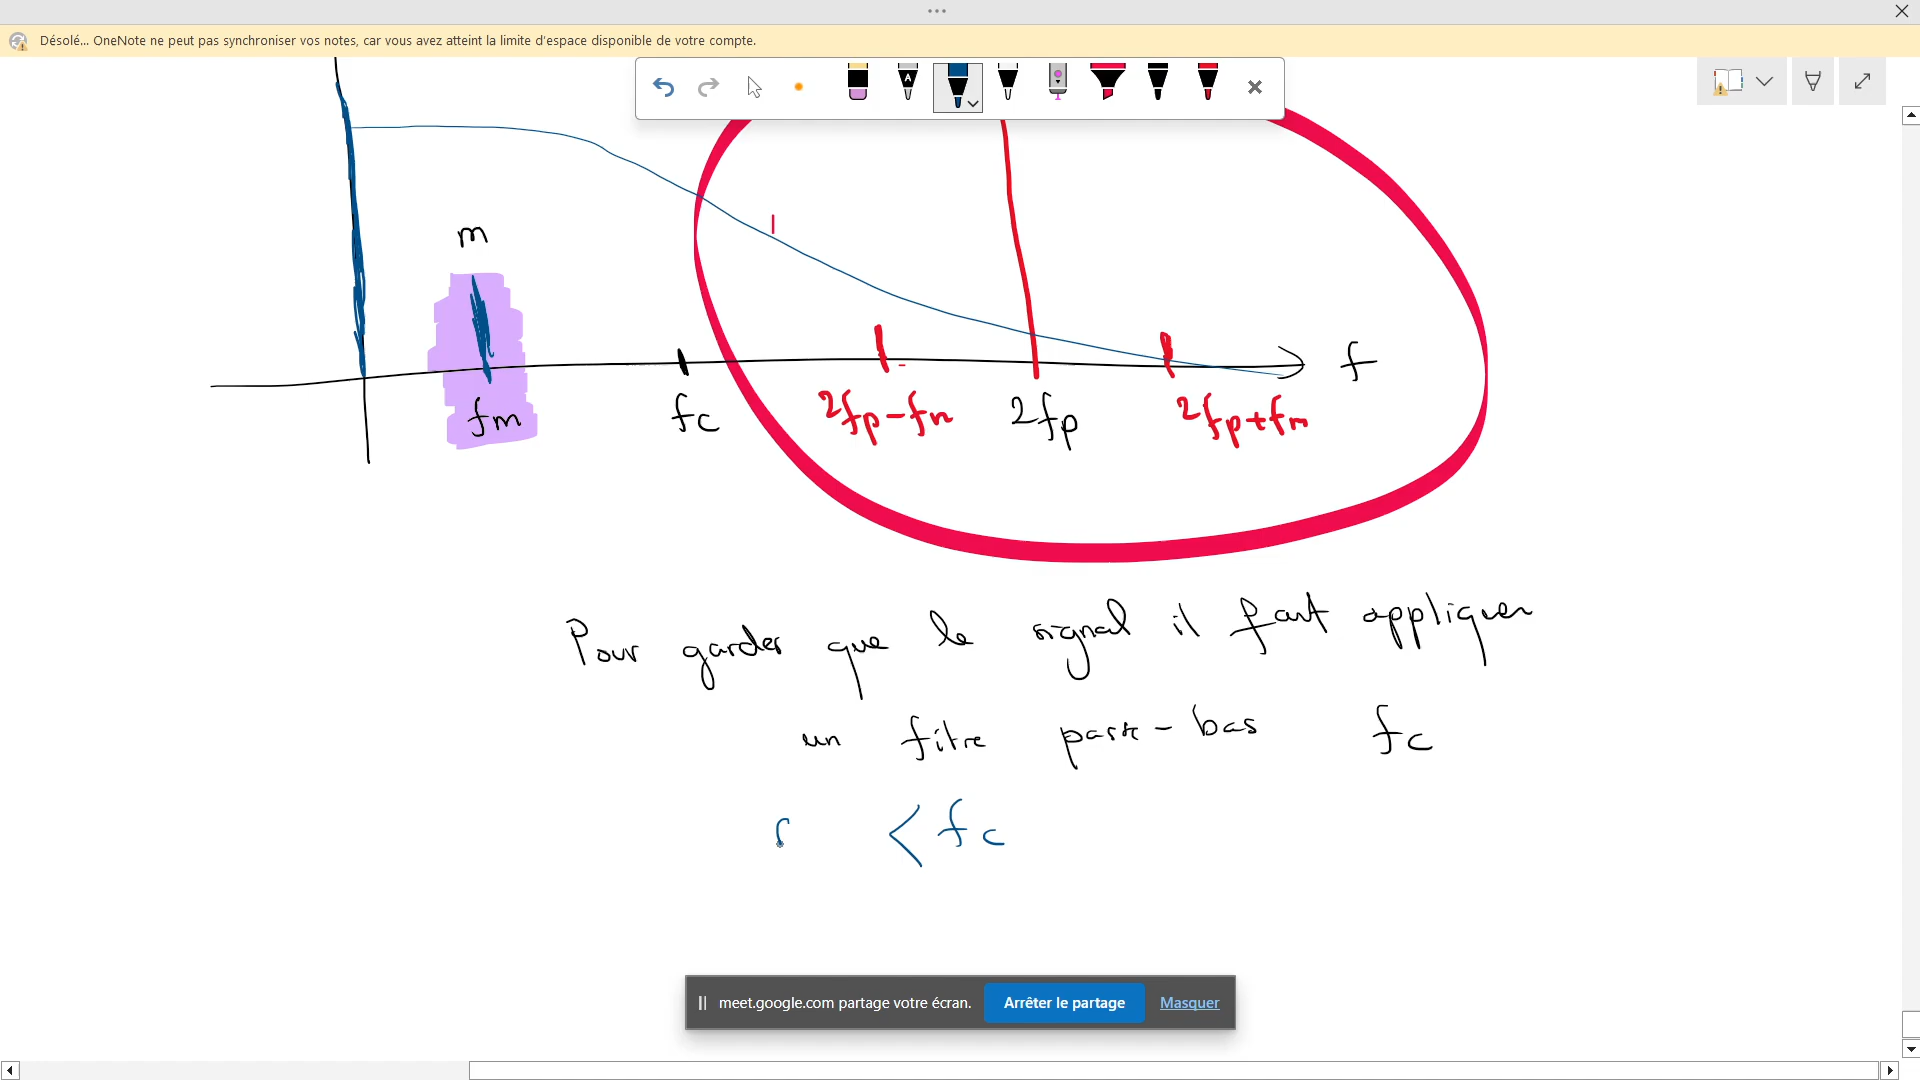 Désolé... OneNote ne peut pas synchroniser vos notes, car vous avez atteint la limite d'espace disponible de votre compte.
m
fm
fc
2fp-fm
2fp
2fp+fm
f
Pour garder que le signal il faut appliquer
un filtre passe-bas fc
< fc
meet.google.com partage votre écran.
Arrêter le partage
Masquer